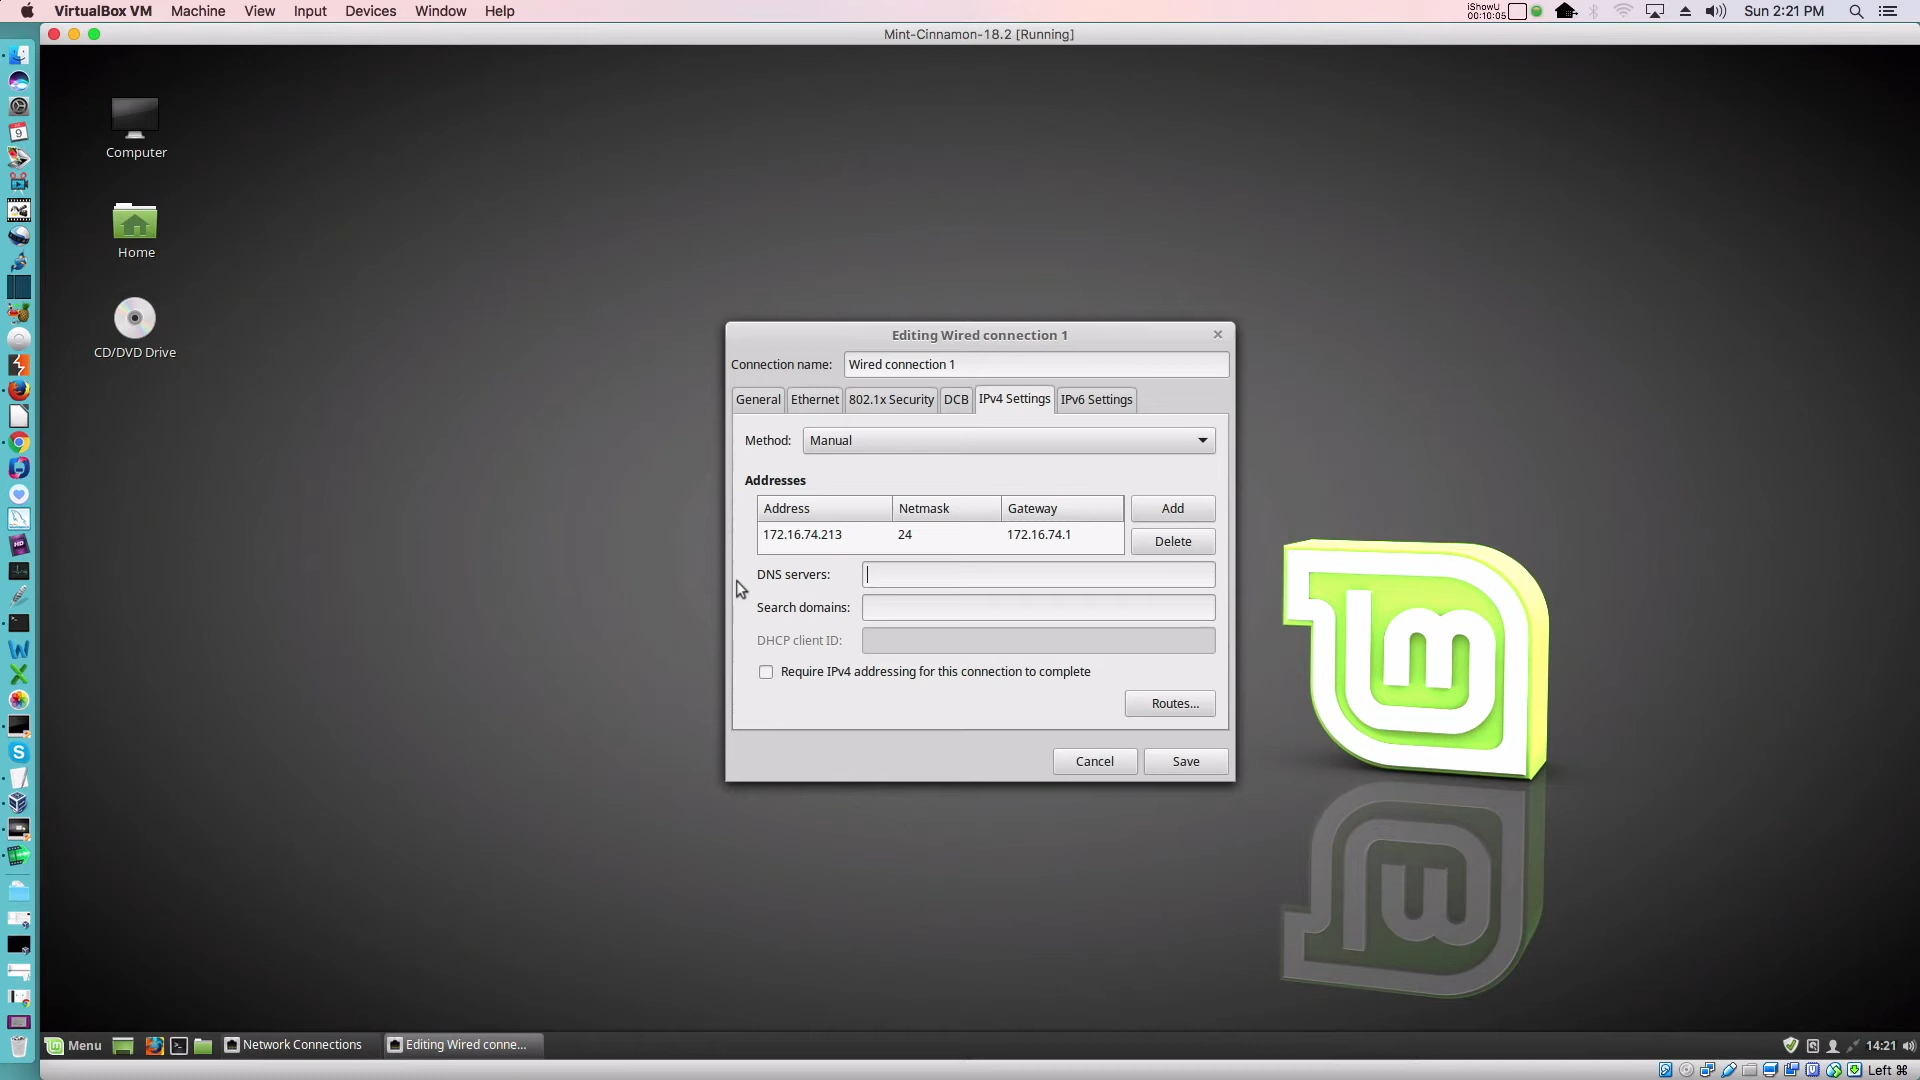 VirtualBox VM Machine View Input Devices Window Help
iShowU
00:10:05
Sun 2:21 PM
Mint-Cinnamon-18.2 [Running]
Computer
Home
CD/DVD Drive
Editing Wired connection 1
Connection name: Wired connection 1
General Ethernet 802.1x Security DCB IPv4 Settings IPv6 Settings
Method: Manual
Addresses
Address Netmask Gateway Add
172.16.74.213 24 172.16.74.1 Delete
DNS servers:
Search domains:
DHCP client ID:
Require IPv4 addressing for this connection to complete
Routes...
Cancel Save
Menu Network Connections Editing Wired conne... 14:21
Left ⌘